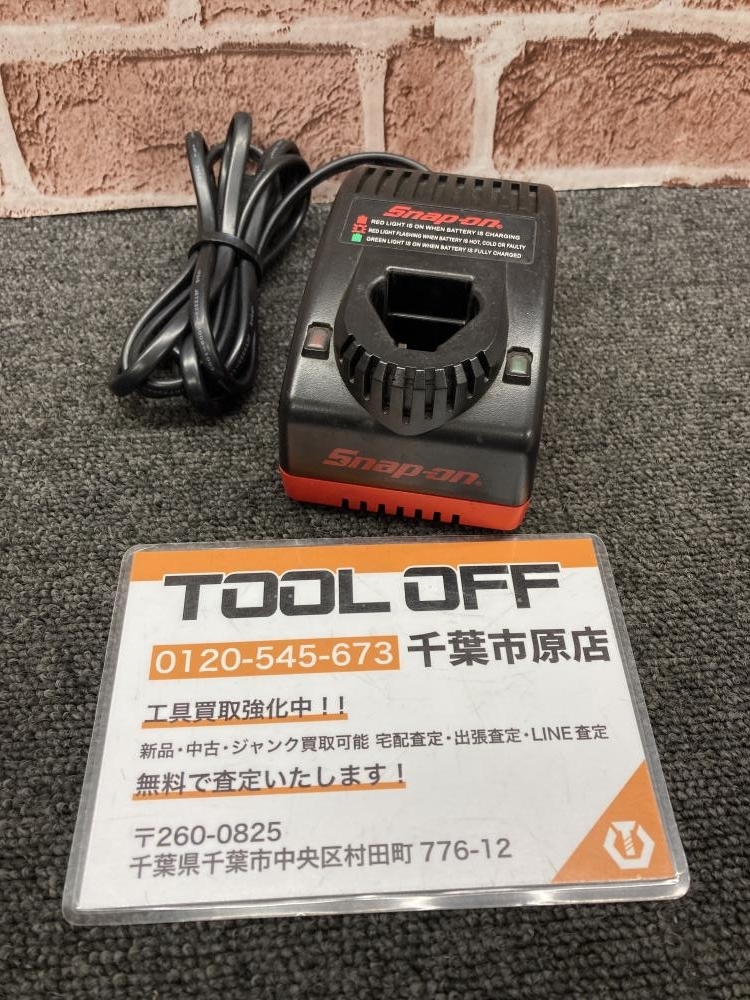 Snap-on®
RED LIGHT IS ON WHEN BATTERY IS CHARGING
RED LIGHT FLASHING WHEN BATTERY IS HOT, COLD OR FAULTY
GREEN LIGHT IS ON WHEN BATTERY IS FULLY CHARGED
Snap-on®
TOOL OFF
0120-545-673 千葉市原店
工具買取強化中!!
新品・中古・ジャンク買取可能 宅配査定・出張査定・LINE査定
無料で査定いたします!
〒260-0825
千葉県千葉市中央区村田町 776-12